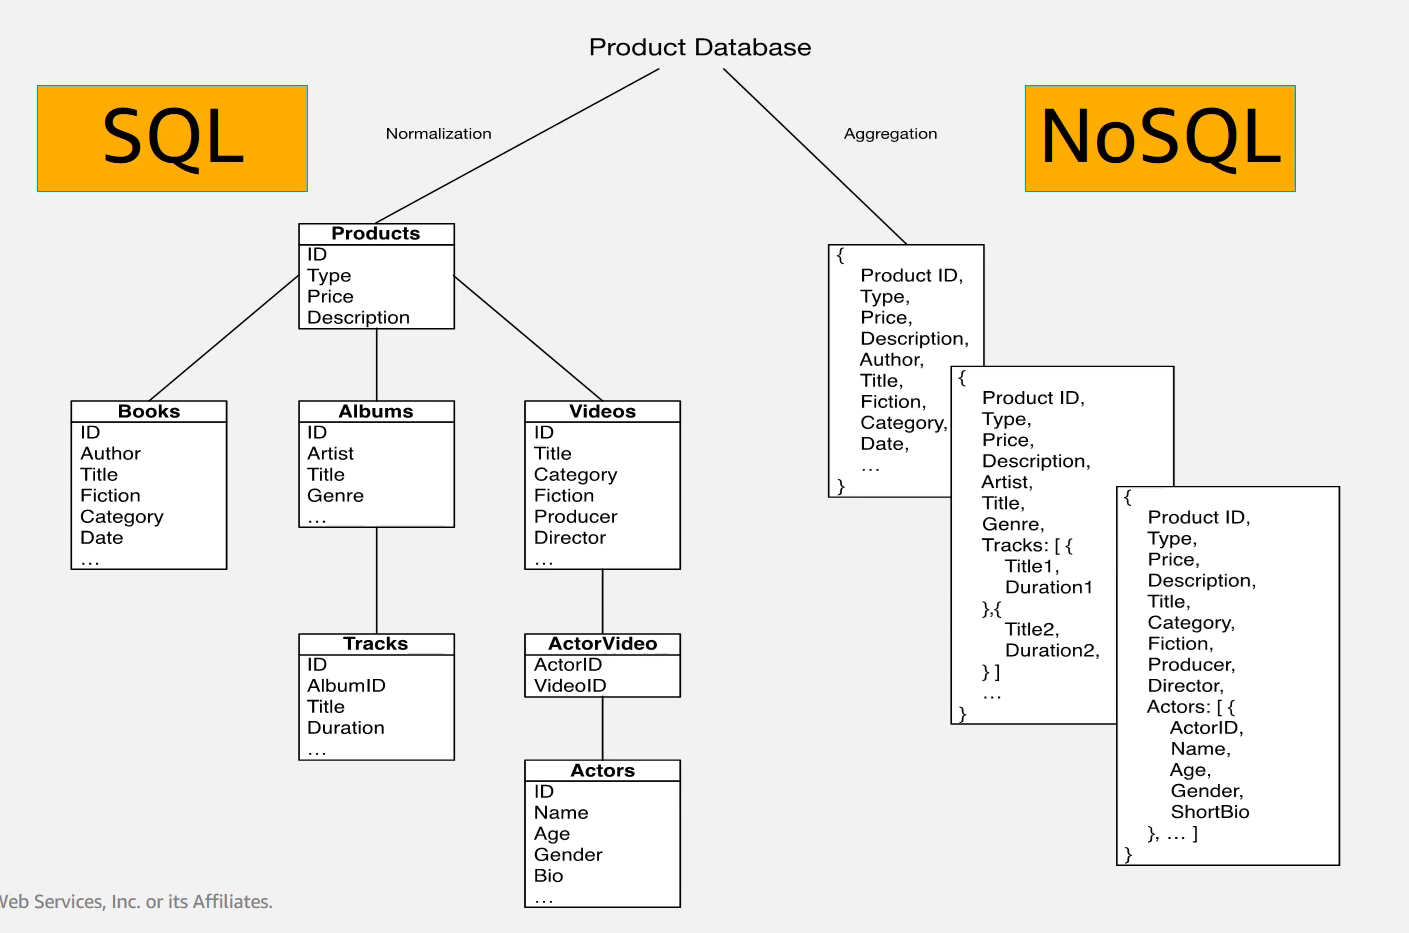 Product Database
SQL
NoSQL
Normalization
Aggregation
Products
ID
Type
Price
Description
Books
ID
Author
Title
Fiction
Category
Date
...
Albums
ID
Artist
Title
Genre
...
Videos
ID
Title
Category
Fiction
Producer
Director
...
Tracks
ID
AlbumID
Title
Duration
...
ActorVideo
ActorID
VideoID
Actors
ID
Name
Age
Gender
Bio
...
{
Product ID,
Type,
Price,
Description,
Author,
Title,
Fiction,
Category,
Date,
...
}
{
Product ID,
Type,
Price,
Description,
Artist,
Title,
Genre,
Tracks: [ {
Title1,
Duration1
},{
Title2,
Duration2,
} ]
...
}
{
Product ID,
Type,
Price,
Description,
Title,
Category,
Fiction,
Producer,
Director,
Actors: [ {
ActorID,
Name,
Age,
Gender,
ShortBio
}, ... ]
}
Web Services, Inc. or its Affiliates.